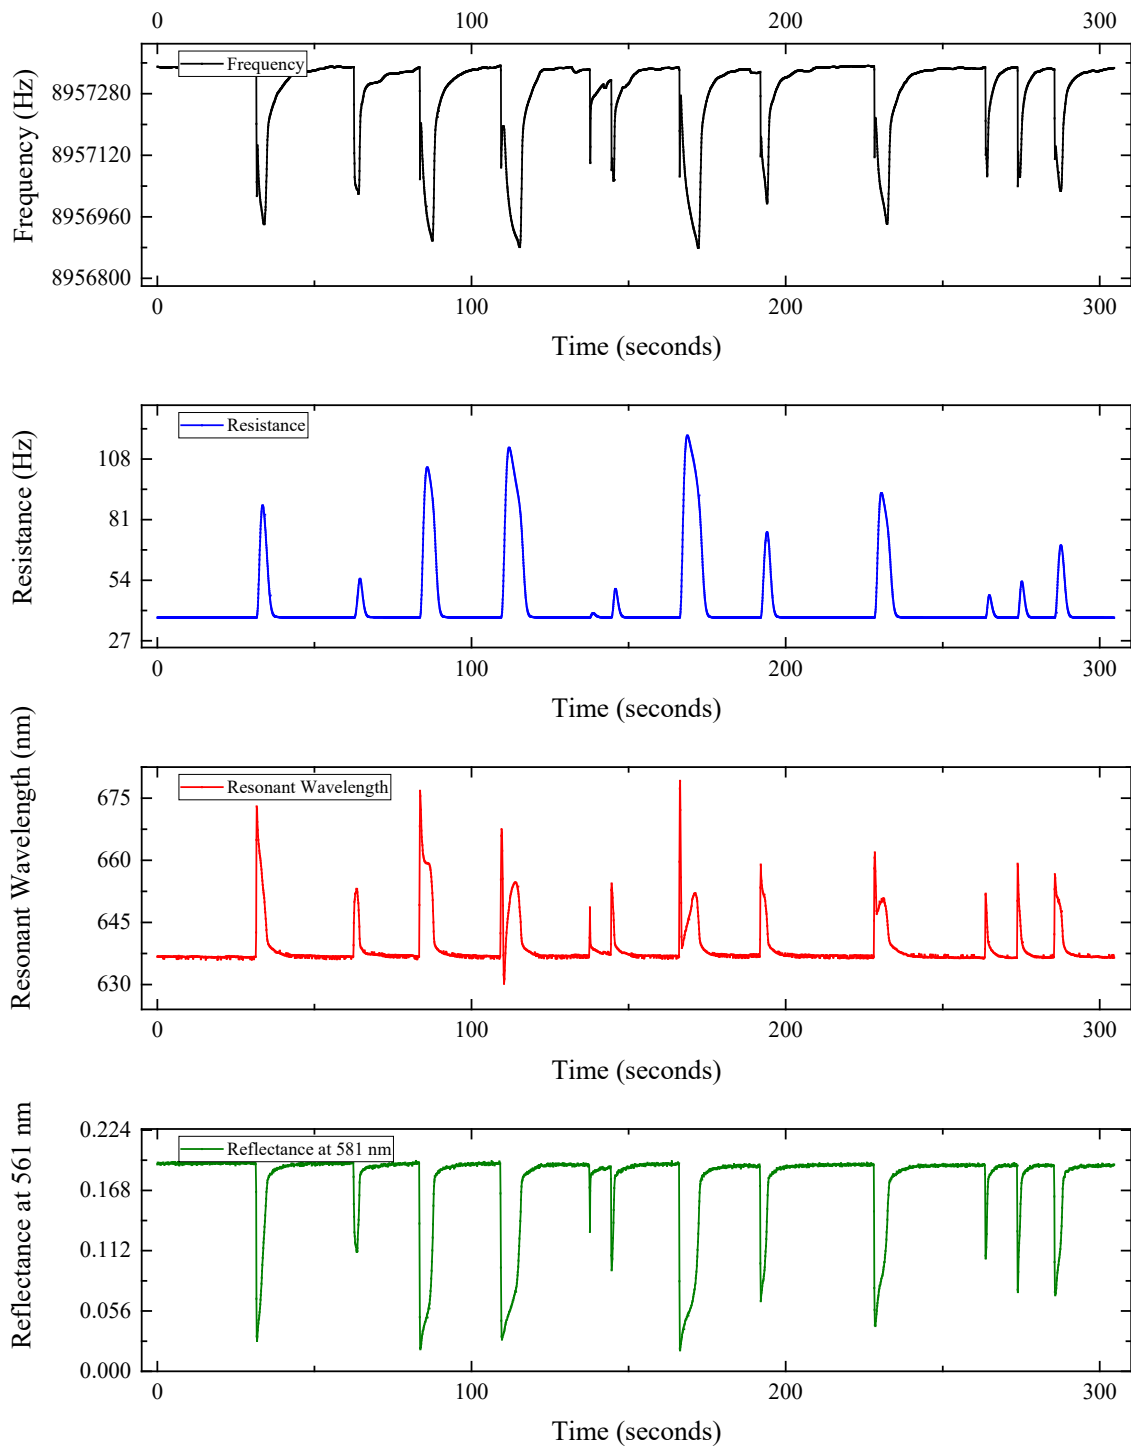 0 100 200 300
Frequency
8957280
8957120
8956960
8956800
Frequency (Hz)
0 100 200 300
Time (seconds)
Resistance
108
81
54
27
Resistance (Hz)
0 100 200 300
Time (seconds)
Resonant Wavelength
675
660
645
630
Resonant Wavelength (nm)
0 100 200 300
Time (seconds)
Reflectance at 581 nm
0.224
0.168
0.112
0.056
0.000
Reflectance at 561 nm
0 100 200 300
Time (seconds)